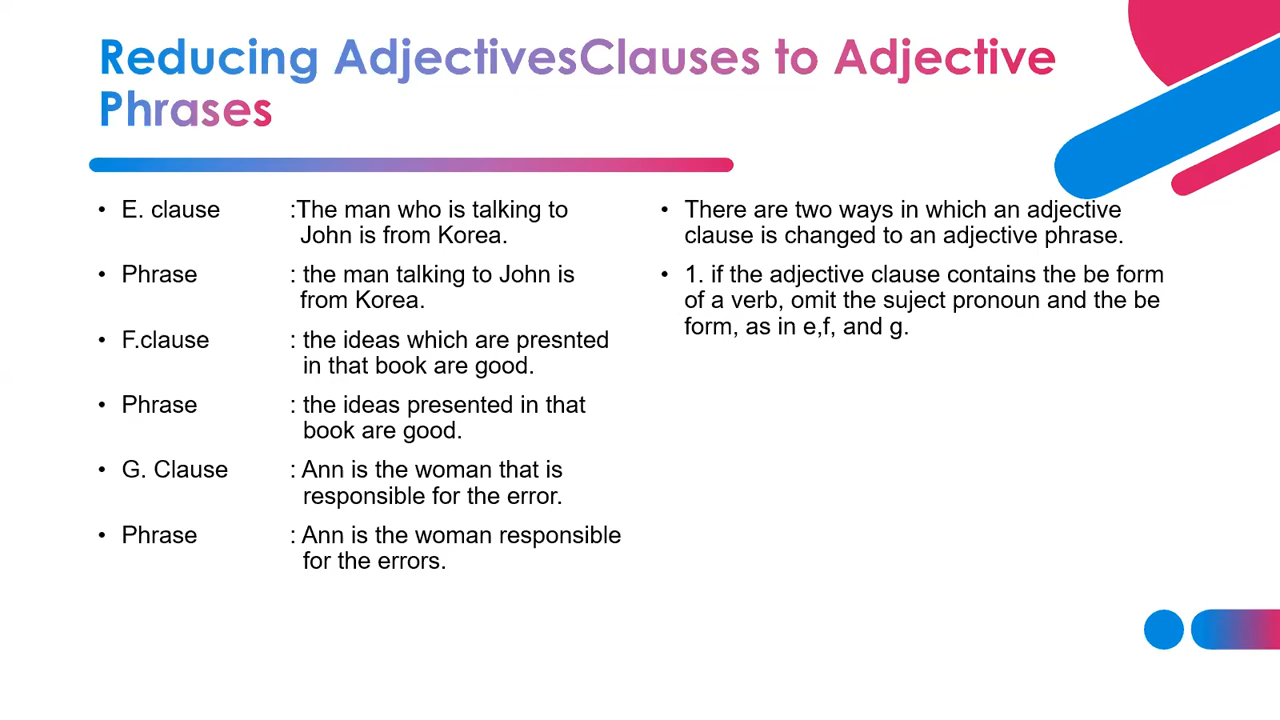 Reducing AdjectivesClauses to Adjective
Phrases
• E. clause :The man who is talking to
John is from Korea.
• Phrase : the man talking to John is
from Korea.
• F.clause : the ideas which are presnted
in that book are good.
• Phrase : the ideas presented in that
book are good.
• G. Clause : Ann is the woman that is
responsible for the error.
• Phrase : Ann is the woman responsible
for the errors.
• There are two ways in which an adjective
clause is changed to an adjective phrase.
• 1. if the adjective clause contains the be form
of a verb, omit the suject pronoun and the be
form, as in e,f, and g.